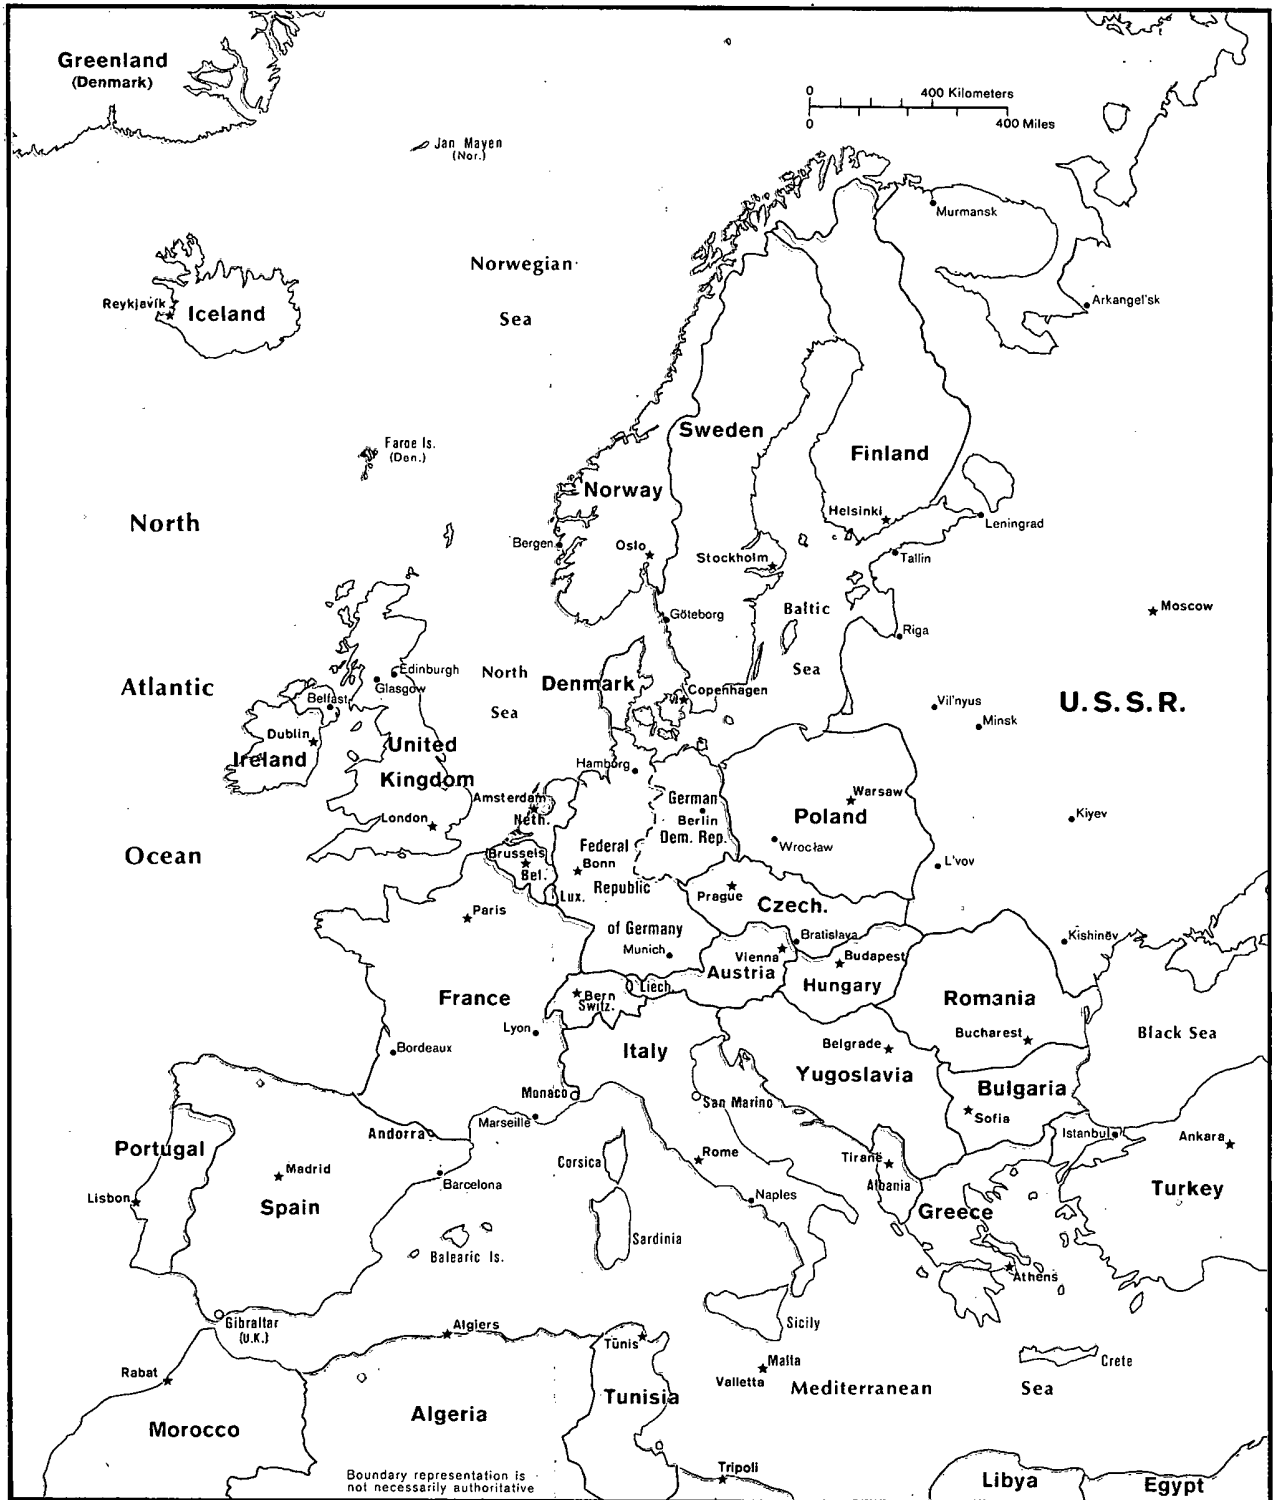 Greenland
(Denmark)
0 400 Kilometers
0 400 Miles
Jan Mayen
(Nor.)
Murmansk
Norwegian
Sea
Reykjavík
Iceland
Arkangel'sk
Sweden
Faroe Is.
(Den.)
Finland
Norway
North
Helsinki
Leningrad
Bergen
Oslo
Stockholm
Tallin
Baltic
Moscow
Göteborg
Riga
Edinburgh
Glasgow
North
Sea
Denmark
Copenhagen
Sea
Atlantic
Belfast
Vil'nyus
U.S.S.R.
Minsk
Dublin
Ireland
United
Kingdom
Hamburg
Amsterdam
Neth.
German
Berlin
Dem. Rep.
Warsaw
Poland
Kiyev
London
Ocean
Brussels
Bel.
Federal
Bonn
Republic
Wrocław
L'vov
Lux.
Prague
Czech.
Paris
of Germany
Munich
Bratislava
Kishinëv
Vienna
Austria
Budapest
Hungary
Liech.
Bern
Switz.
France
Romania
Lyon
Bucharest
Black Sea
Bordeaux
Italy
Belgrade
Yugoslavia
Bulgaria
Monaco
San Marino
Sofia
Marseille
Andorra
Istanbul
Ankara
Portugal
Corsica
Rome
Tiranë
Madrid
Barcelona
Albania
Turkey
Lisbon
Spain
Naples
Greece
Balearic Is.
Sardinia
Athens
Gibraltar
(U.K.)
Algiers
Sicily
Tunis
Malta
Valletta
Crete
Rabat
Mediterranean Sea
Tunisia
Morocco
Algeria
Tripoli
Boundary representation is
not necessarily authoritative
Libya
Egypt